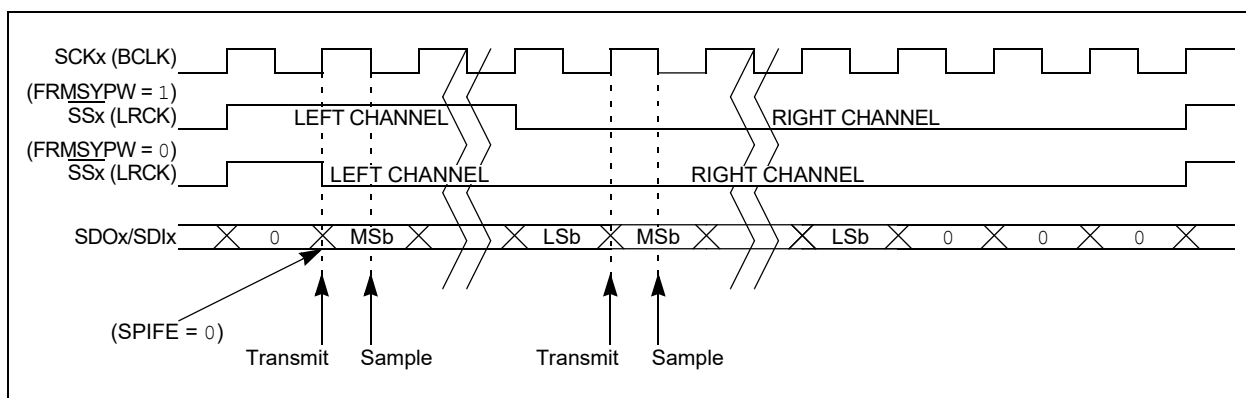 SCKx (BCLK)
(FRMSYPW = 1)
SSx (LRCK)
LEFT CHANNEL
RIGHT CHANNEL
(FRMSYPW = 0)
SSx (LRCK)
LEFT CHANNEL
RIGHT CHANNEL
SDOx/SDIx
0 MSb LSb MSb LSb 0 0 0
(SPIFE = 0)
Transmit Sample Transmit Sample